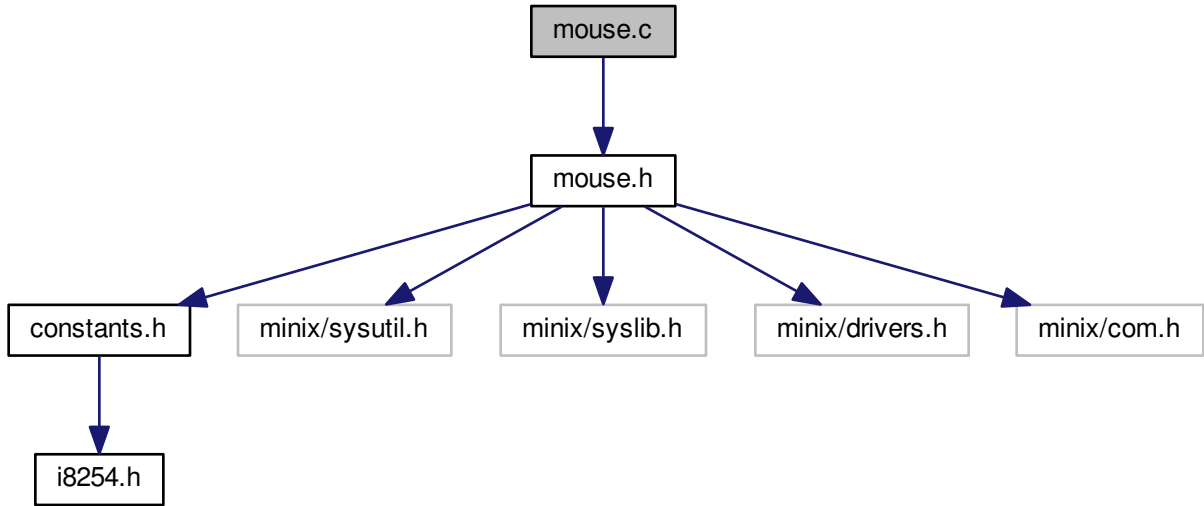 mouse.c
mouse.h
constants.h
minix/sysutil.h
minix/syslib.h
minix/drivers.h
minix/com.h
i8254.h